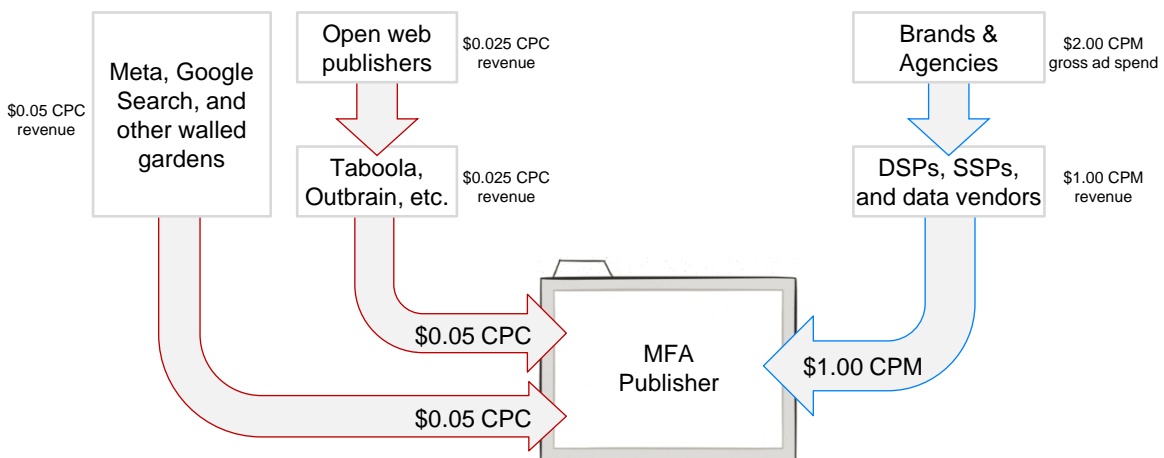 $0.05 CPC
revenue
Meta, Google
Search, and
other walled
gardens
Open web
publishers
$0.025 CPC
revenue
Taboola,
Outbrain, etc.
$0.025 CPC
revenue
Brands &
Agencies
$2.00 CPM
gross ad spend
DSPs, SSPs,
and data vendors
$1.00 CPM
revenue
$0.05 CPC
$0.05 CPC
MFA
Publisher
$1.00 CPM